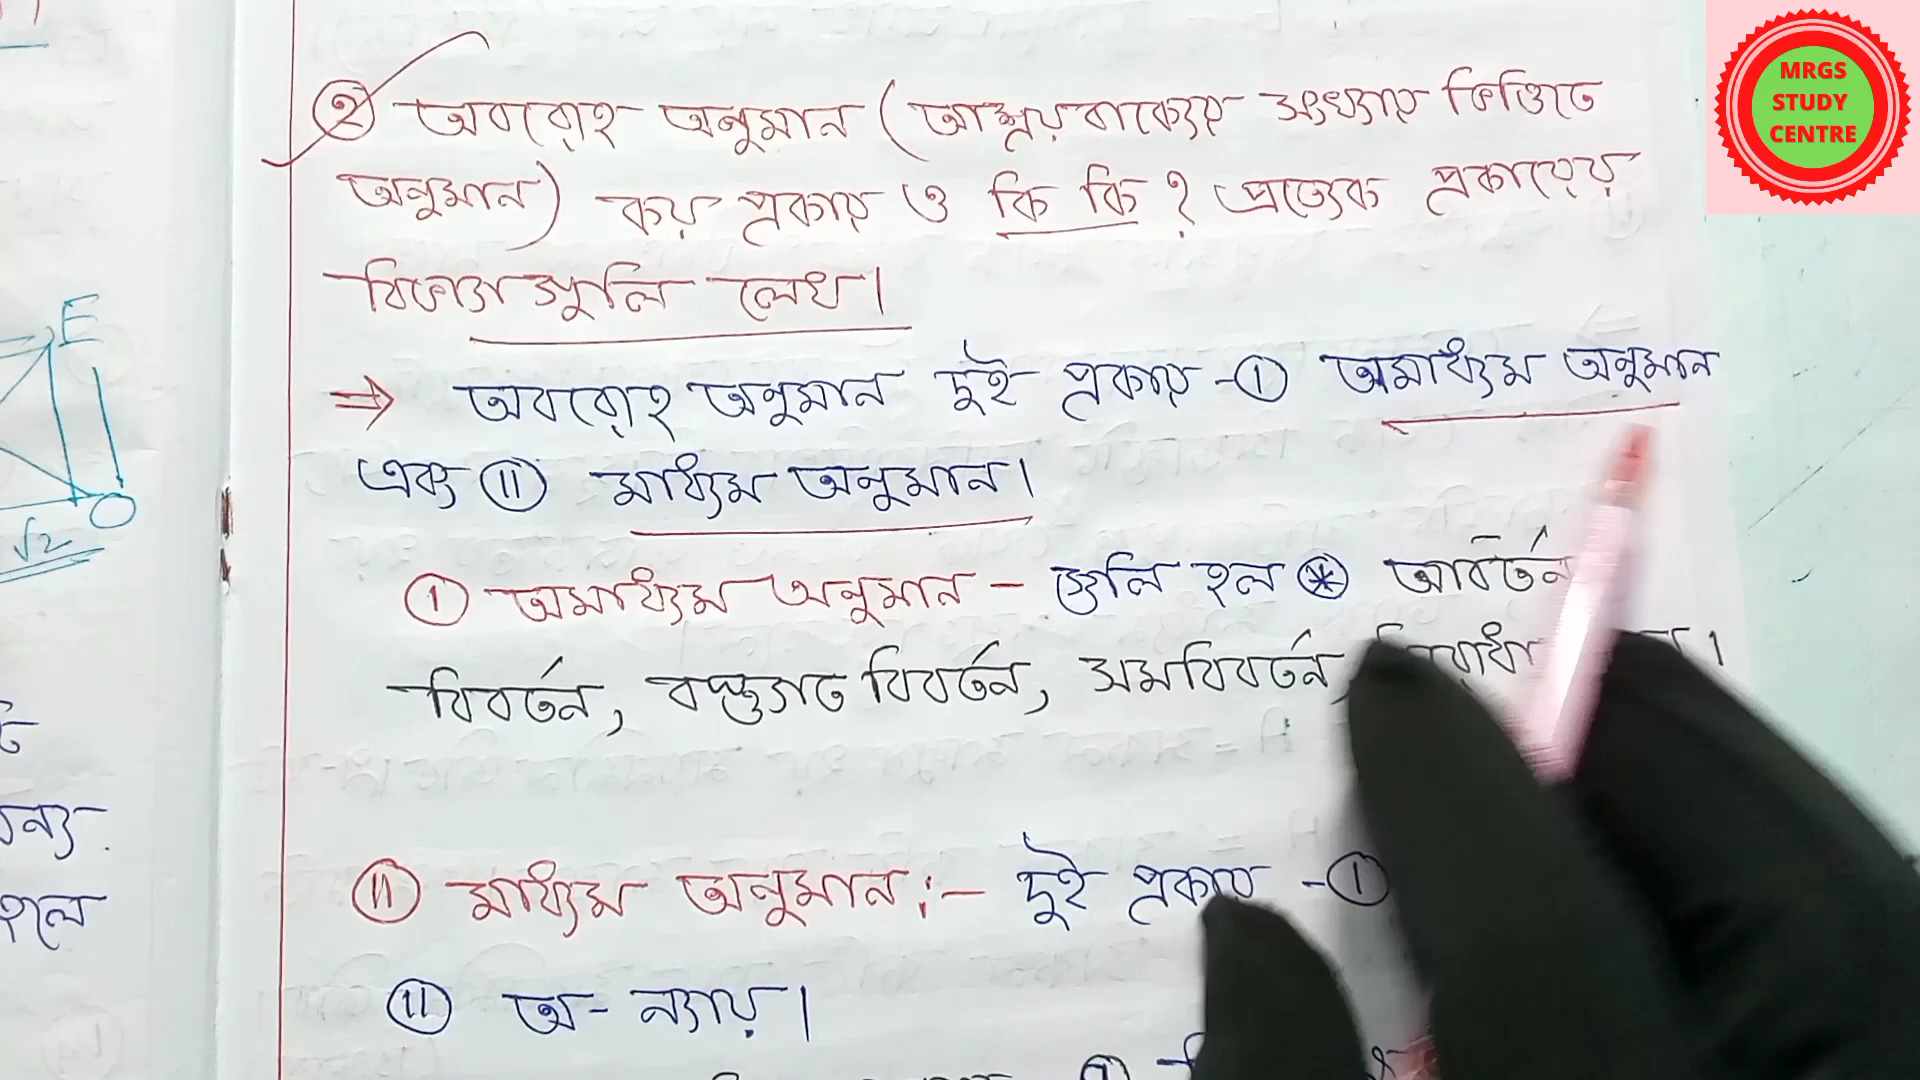 MRGS
STUDY
CENTRE
② অবরোহ অনুমান (আশ্রয়বাক্যের সংখ্যার ভিত্তিতে
অনুমান) কয় প্রকার ও কি কি ? প্রত্যেক প্রকারের
বিভাগগুলি লেখ।
⇒ অবরোহ অনুমান দুই প্রকার - ① অমাধ্যম অনুমান
এবং ⑪ মাধ্যম অনুমান।
① অমাধ্যম অনুমান - গুলি হল ⊛ আবর্তন
বিবর্তন, বস্তুগত বিবর্তন, সমবিবর্তন,
⑪ মাধ্যম অনুমান :- দুই প্রকার - ①
⑪ অ- ন্যায়।
E
√2
ন্য
হলে